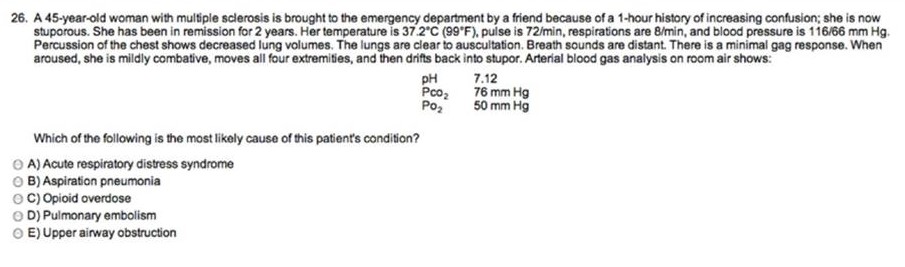 26. A 45-year-old woman with multiple sclerosis is brought to the emergency department by a friend because of a 1-hour history of increasing confusion; she is now
stuporous. She has been in remission for 2 years. Her temperature is 37.2°C (99°F), pulse is 72/min, respirations are 8/min, and blood pressure is 116/66 mm Hg.
Percussion of the chest shows decreased lung volumes. The lungs are clear to auscultation. Breath sounds are distant. There is a minimal gag response. When
aroused, she is mildly combative, moves all four extremities, and then drifts back into stupor. Arterial blood gas analysis on room air shows:
pH 7.12
Pco₂ 76 mm Hg
Po₂ 50 mm Hg
Which of the following is the most likely cause of this patient's condition?
A) Acute respiratory distress syndrome
B) Aspiration pneumonia
C) Opioid overdose
D) Pulmonary embolism
E) Upper airway obstruction